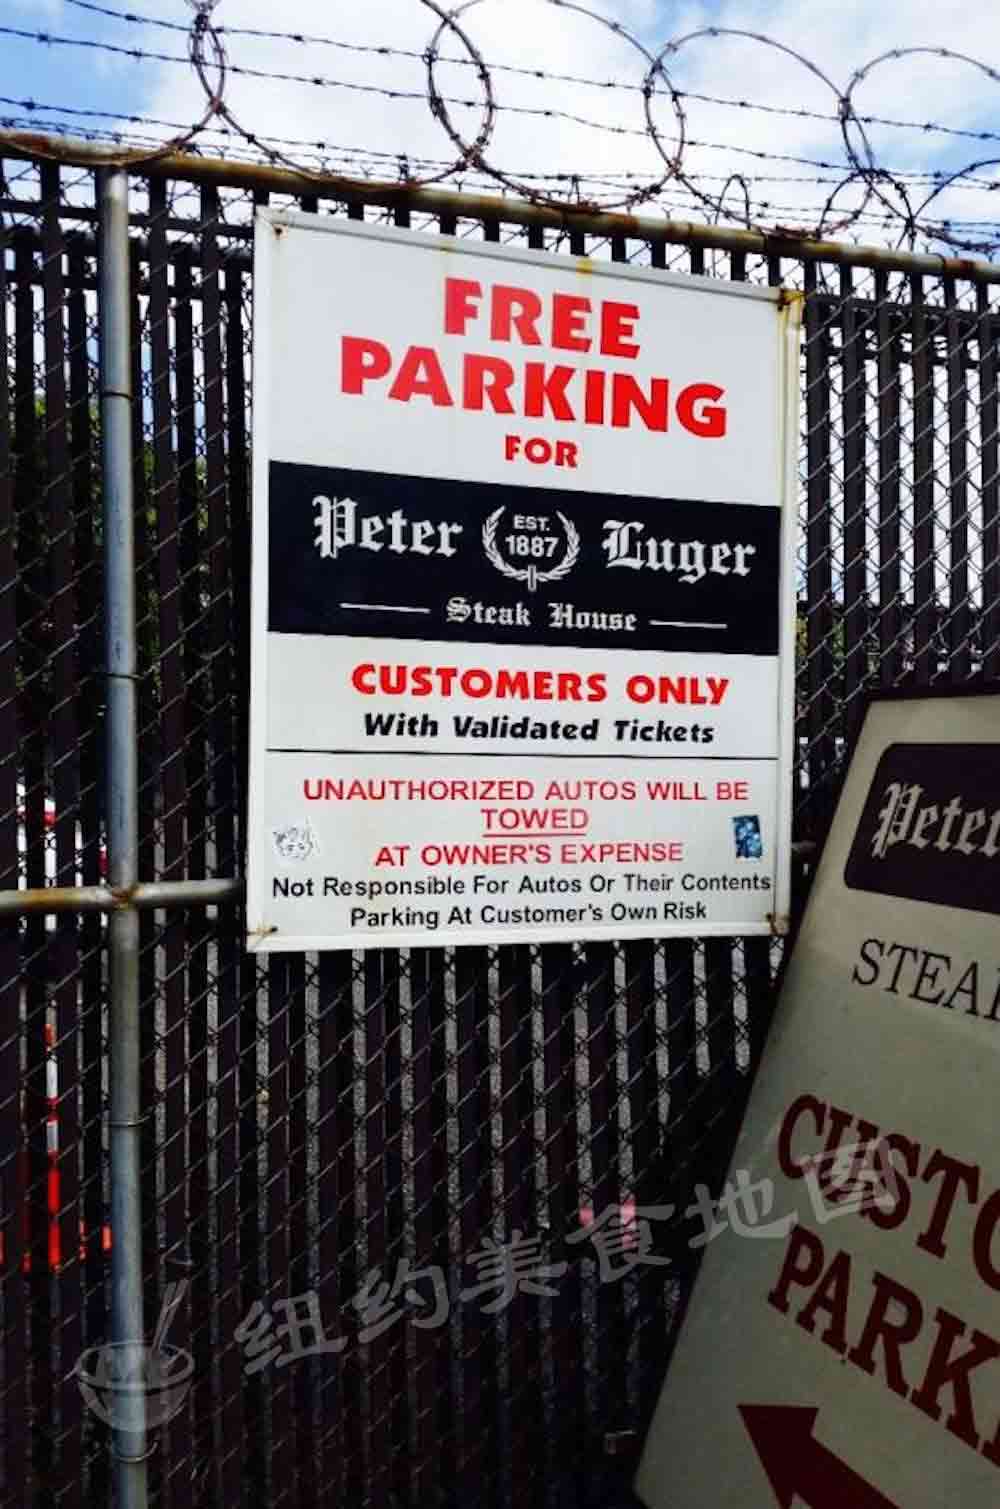 FREE
PARKING
FOR
Peter EST. 1887 Luger
Steak House
CUSTOMERS ONLY
With Validated Tickets
UNAUTHORIZED AUTOS WILL BE
TOWED
AT OWNER'S EXPENSE
Not Responsible For Autos Or Their Contents
Parking At Customer's Own Risk
Peter
STEA
CUSTO
PARK
纽约美食地图